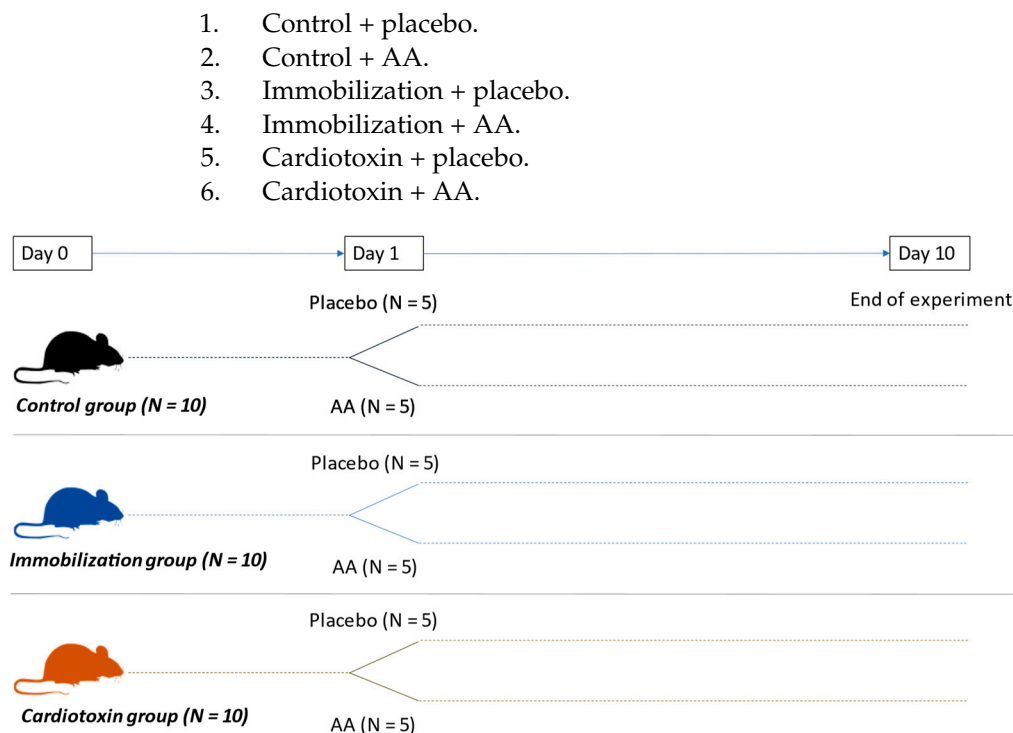 1. Control + placebo.
2. Control + AA.
3. Immobilization + placebo.
4. Immobilization + AA.
5. Cardiotoxin + placebo.
6. Cardiotoxin + AA.
Day 0
Day 1
Day 10
Placebo (N = 5)
End of experiment
Control group (N = 10)
AA (N = 5)
Placebo (N = 5)
Immobilization group (N = 10)
AA (N = 5)
Placebo (N = 5)
Cardiotoxin group (N = 10)
AA (N = 5)